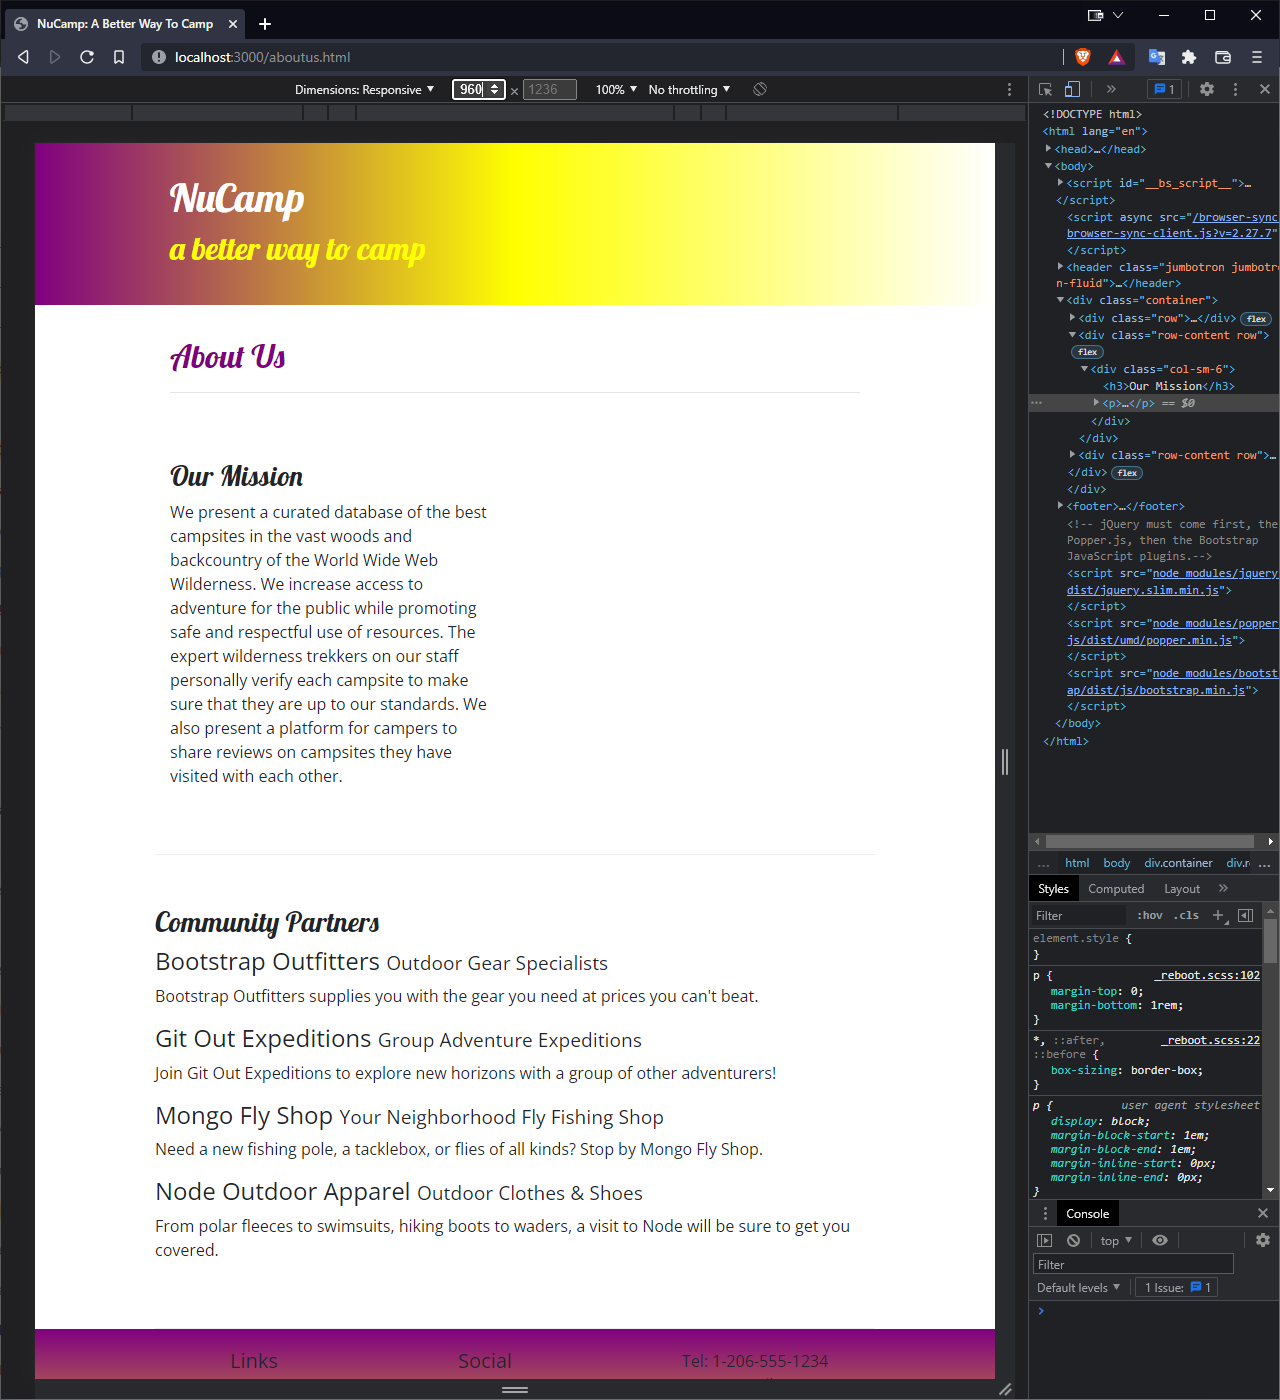 NuCamp: A Better Way To Camp
localhost:3000/aboutus.html
Dimensions: Responsive 960 × 1236 100% No throttling
1
NuCamp
a better way to camp
About Us
Our Mission
We present a curated database of the best
campsites in the vast woods and
backcountry of the World Wide Web
Wilderness. We increase access to
adventure for the public while promoting
safe and respectful use of resources. The
expert wilderness trekkers on our staff
personally verify each campsite to make
sure that they are up to our standards. We
also present a platform for campers to
share reviews on campsites they have
visited with each other.
Community Partners
Bootstrap Outfitters Outdoor Gear Specialists
Bootstrap Outfitters supplies you with the gear you need at prices you can't beat.
Git Out Expeditions Group Adventure Expeditions
Join Git Out Expeditions to explore new horizons with a group of other adventurers!
Mongo Fly Shop Your Neighborhood Fly Fishing Shop
Need a new fishing pole, a tacklebox, or flies of all kinds? Stop by Mongo Fly Shop.
Node Outdoor Apparel Outdoor Clothes & Shoes
From polar fleeces to swimsuits, hiking boots to waders, a visit to Node will be sure to get you
covered.
Links Social Tel: 1-206-555-1234
<!DOCTYPE html>
<html lang="en">
<head>…</head>
<body>
<script id="__bs_script__">…
</script>
<script async src="/browser-sync
browser-sync-client.js?v=2.27.7"
</script>
<header class="jumbotron jumbotro
n-fluid">…</header>
<div class="container">
<div class="row">…</div> flex
<div class="row-content row">
flex
<div class="col-sm-6">
<h3>Our Mission</h3>
… <p>…</p> == $0
</div>
</div>
<div class="row-content row">…
</div> flex
</div>
<footer>…</footer>
<!-- jQuery must come first, the
Popper.js, then the Bootstrap
JavaScript plugins.-->
<script src="node_modules/jquery
dist/jquery.slim.min.js">
</script>
<script src="node_modules/popper
js/dist/umd/popper.min.js">
</script>
<script src="node_modules/bootst
ap/dist/js/bootstrap.min.js">
</script>
</body>
</html>
… html body div.container div.r …
Styles Computed Layout
Filter :hov .cls
element.style {
}
p { _reboot.scss:102
margin-top: 0;
margin-bottom: 1rem;
}
*, ::after, _reboot.scss:22
::before {
box-sizing: border-box;
}
p { user agent stylesheet
display: block;
margin-block-start: 1em;
margin-block-end: 1em;
margin-inline-start: 0px;
margin-inline-end: 0px;
}
Console
top
Filter
Default levels 1 Issue: 1